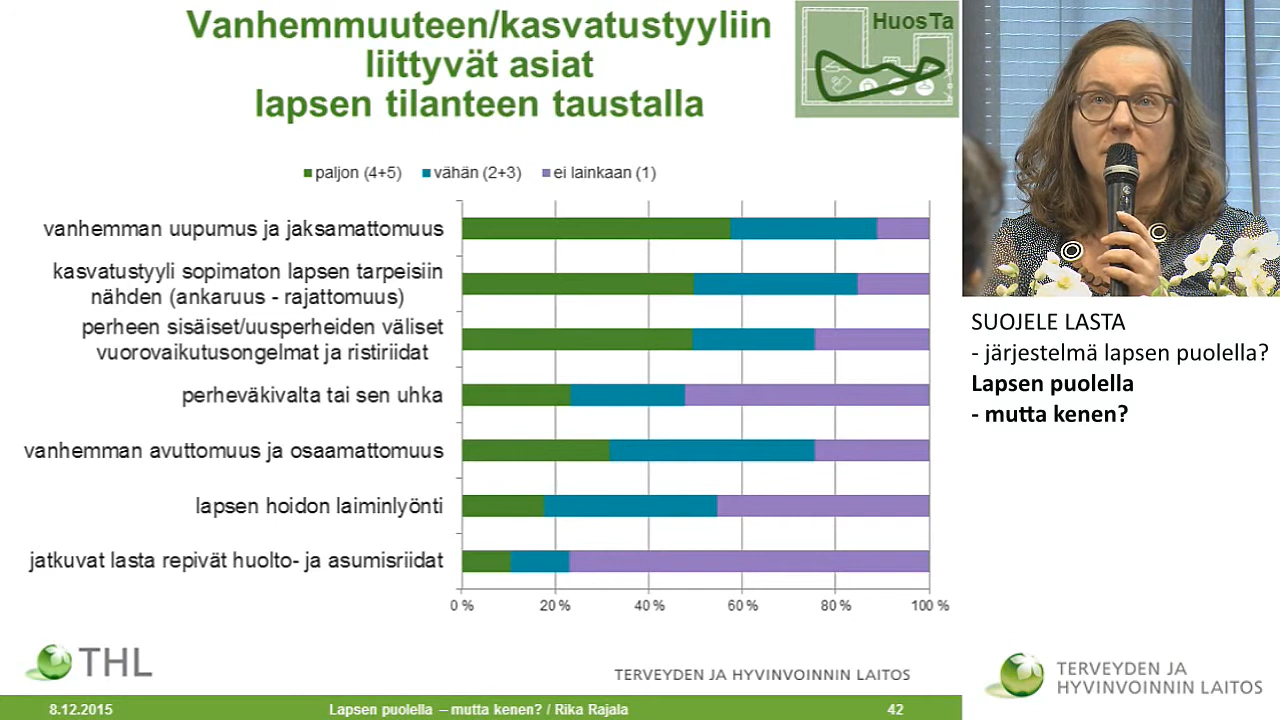 Vanhemmuuteen/kasvatustyyliin
liittyvät asiat
lapsen tilanteen taustalla
HuosTa
paljon (4+5) vähän (2+3) ei lainkaan (1)
vanhemman uupumus ja jaksamattomuus
kasvatustyyli sopimaton lapsen tarpeisiin
nähden (ankaruus - rajattomuus)
perheen sisäiset/uusperheiden väliset
vuorovaikutusongelmat ja ristiriidat
perheväkivalta tai sen uhka
vanhemman avuttomuus ja osaamattomuus
lapsen hoidon laiminlyönti
jatkuvat lasta repivät huolto- ja asumisriidat
0 % 20 % 40 % 60 % 80 % 100 %
THL
TERVEYDEN JA HYVINVOINNIN LAITOS
8.12.2015 Lapsen puolella – mutta kenen? / Rika Rajala 42
SUOJELE LASTA
- järjestelmä lapsen puolella?
Lapsen puolella
- mutta kenen?
TERVEYDEN JA
HYVINVOINNIN LAITOS